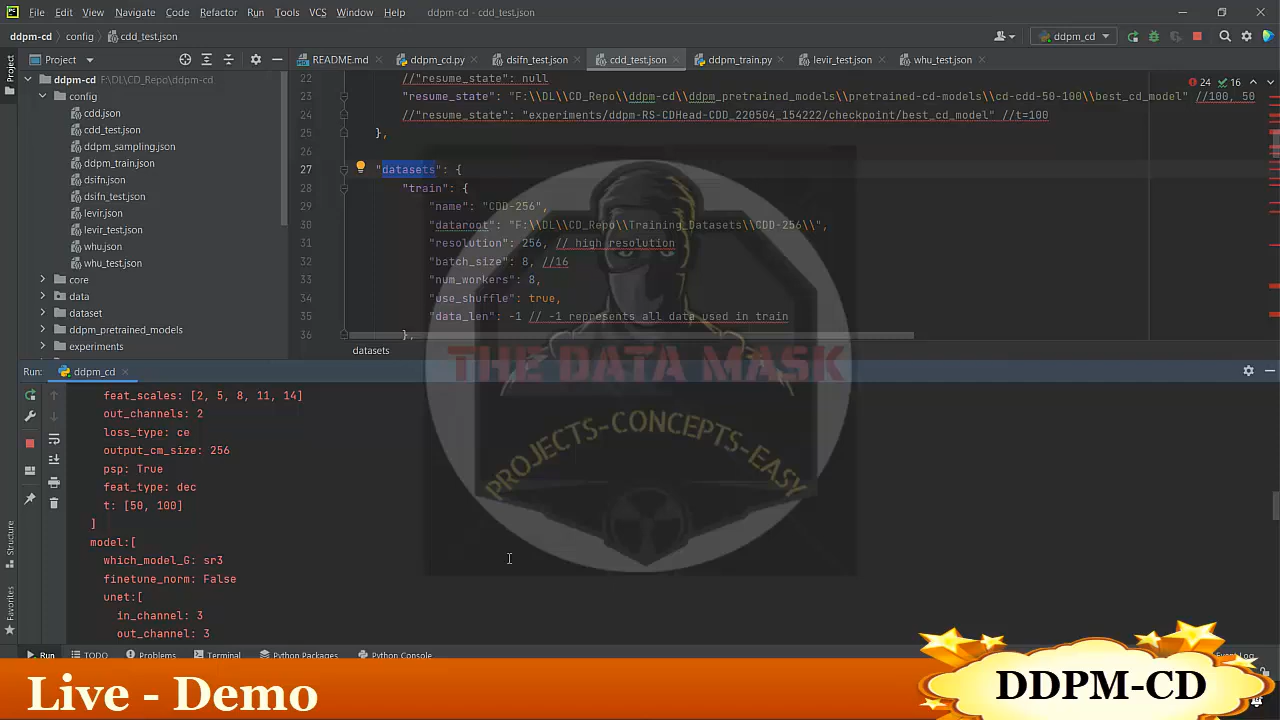 File Edit View Navigate Code Refactor Run Tools VCS Window Help ddpm-cd - cdd_test.json
ddpm-cd config cdd_test.json ddpm_cd
Project README.md ddpm_cd.py dsifn_test.json cdd_test.json ddpm_train.py levir_test.json whu_test.json
Project
ddpm-cd F:\DL\CD_Repo\ddpm-cd
config
cdd.json
cdd_test.json
ddpm_sampling.json
ddpm_train.json
dsifn.json
dsifn_test.json
levir.json
levir_test.json
whu.json
whu_test.json
core
data
dataset
ddpm_pretrained_models
experiments
24 16
22 //"resume_state": null
23 "resume_state": "F:\\DL\\CD_Repo\\ddpm-cd\\ddpm_pretrained_models\\pretrained-cd-models\\cd-cdd-50-100\\best_cd_model" //100, 50
24 //"resume_state": "experiments/ddpm-RS-CDHead-CDD_220504_154222/checkpoint/best_cd_model" //t=100
25 },
26
27 "datasets": {
28 "train": {
29 "name": "CDD-256",
30 "dataroot": "F:\\DL\\CD_Repo\\Training_Datasets\\CDD-256\\",
31 "resolution": 256, // high resolution
32 "batch_size": 8, //16
33 "num_workers": 8,
34 "use_shuffle": true,
35 "data_len": -1 // -1 represents all data used in train
36 },
datasets
THE DATA MASK
PROJECTS-CONCEPTS-EASY
Run: ddpm_cd
feat_scales: [2, 5, 8, 11, 14]
out_channels: 2
loss_type: ce
output_cm_size: 256
psp: True
feat_type: dec
t: [50, 100]
]
model:[
which_model_G: sr3
finetune_norm: False
unet:[
in_channel: 3
out_channel: 3
Structure
Favorites
Run TODO Problems Terminal Python Packages Python Console Event Log
Live - Demo
DDPM-CD